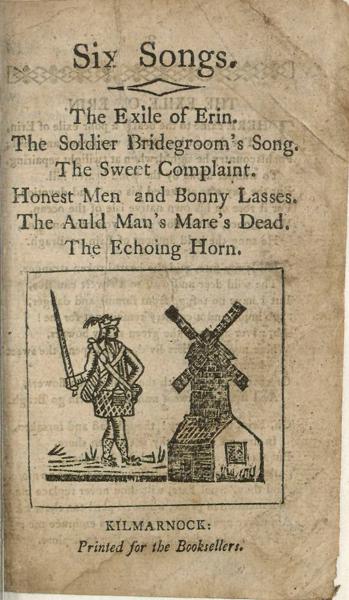 Six Songs.
The Exile of Erin.
The Soldier Bridegroom's Song.
The Sweet Complaint.
Honest Men and Bonny Lasses.
The Auld Man's Mare's Dead.
The Echoing Horn.
KILMARNOCK:
Printed for the Booksellers.